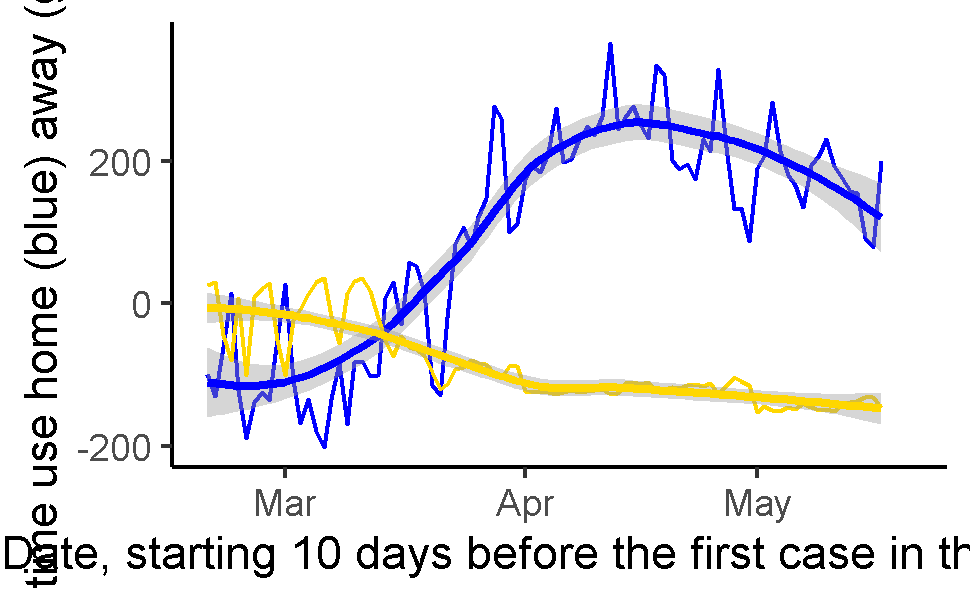 time use home (blue) away (
200
0
-200
Mar Apr May
Date, starting 10 days before the first case in th